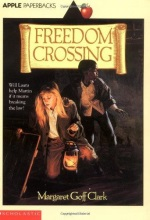 APPLE PAPERBACKS
FREEDOM
CROSSING
Will Laura
help Martin
if it means
breaking
the law?
Margaret Goff Clark
SCHOLASTIC